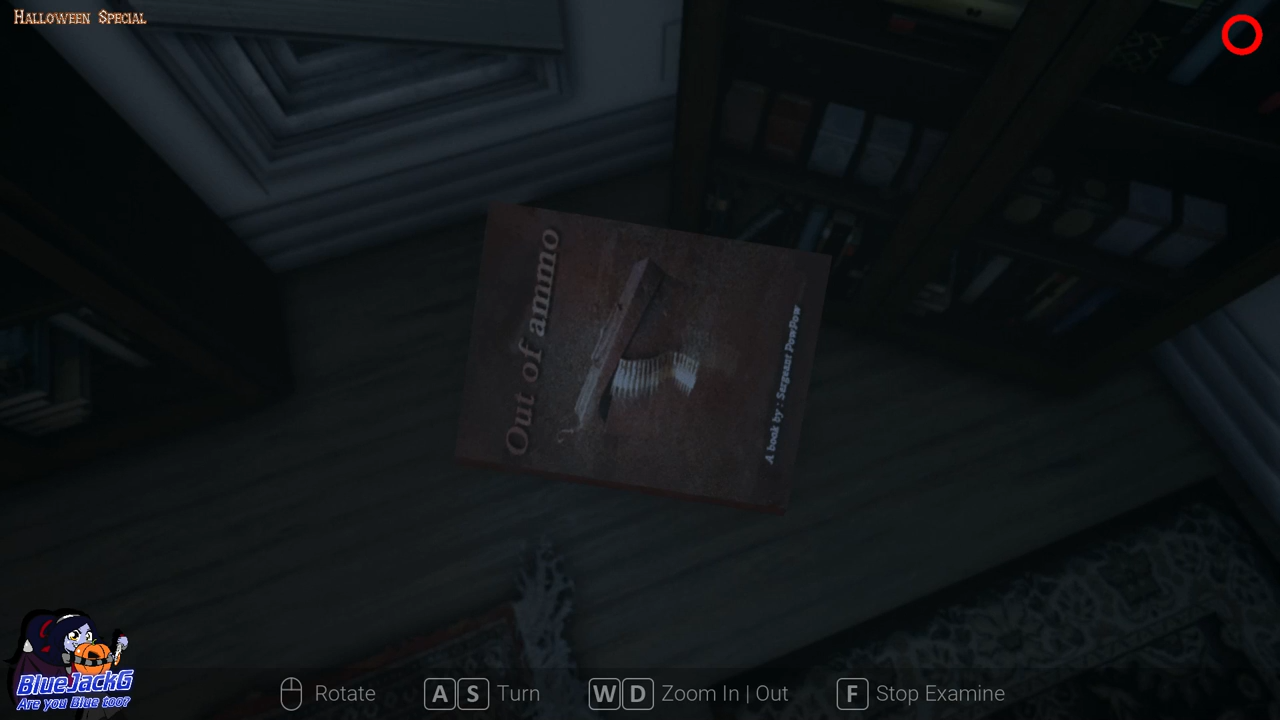 Halloween Special
Out of ammo
A book by : Sergeant PowPow
BlueJackG
Are you Blue too?
Rotate
A S Turn
W D Zoom In | Out
F Stop Examine